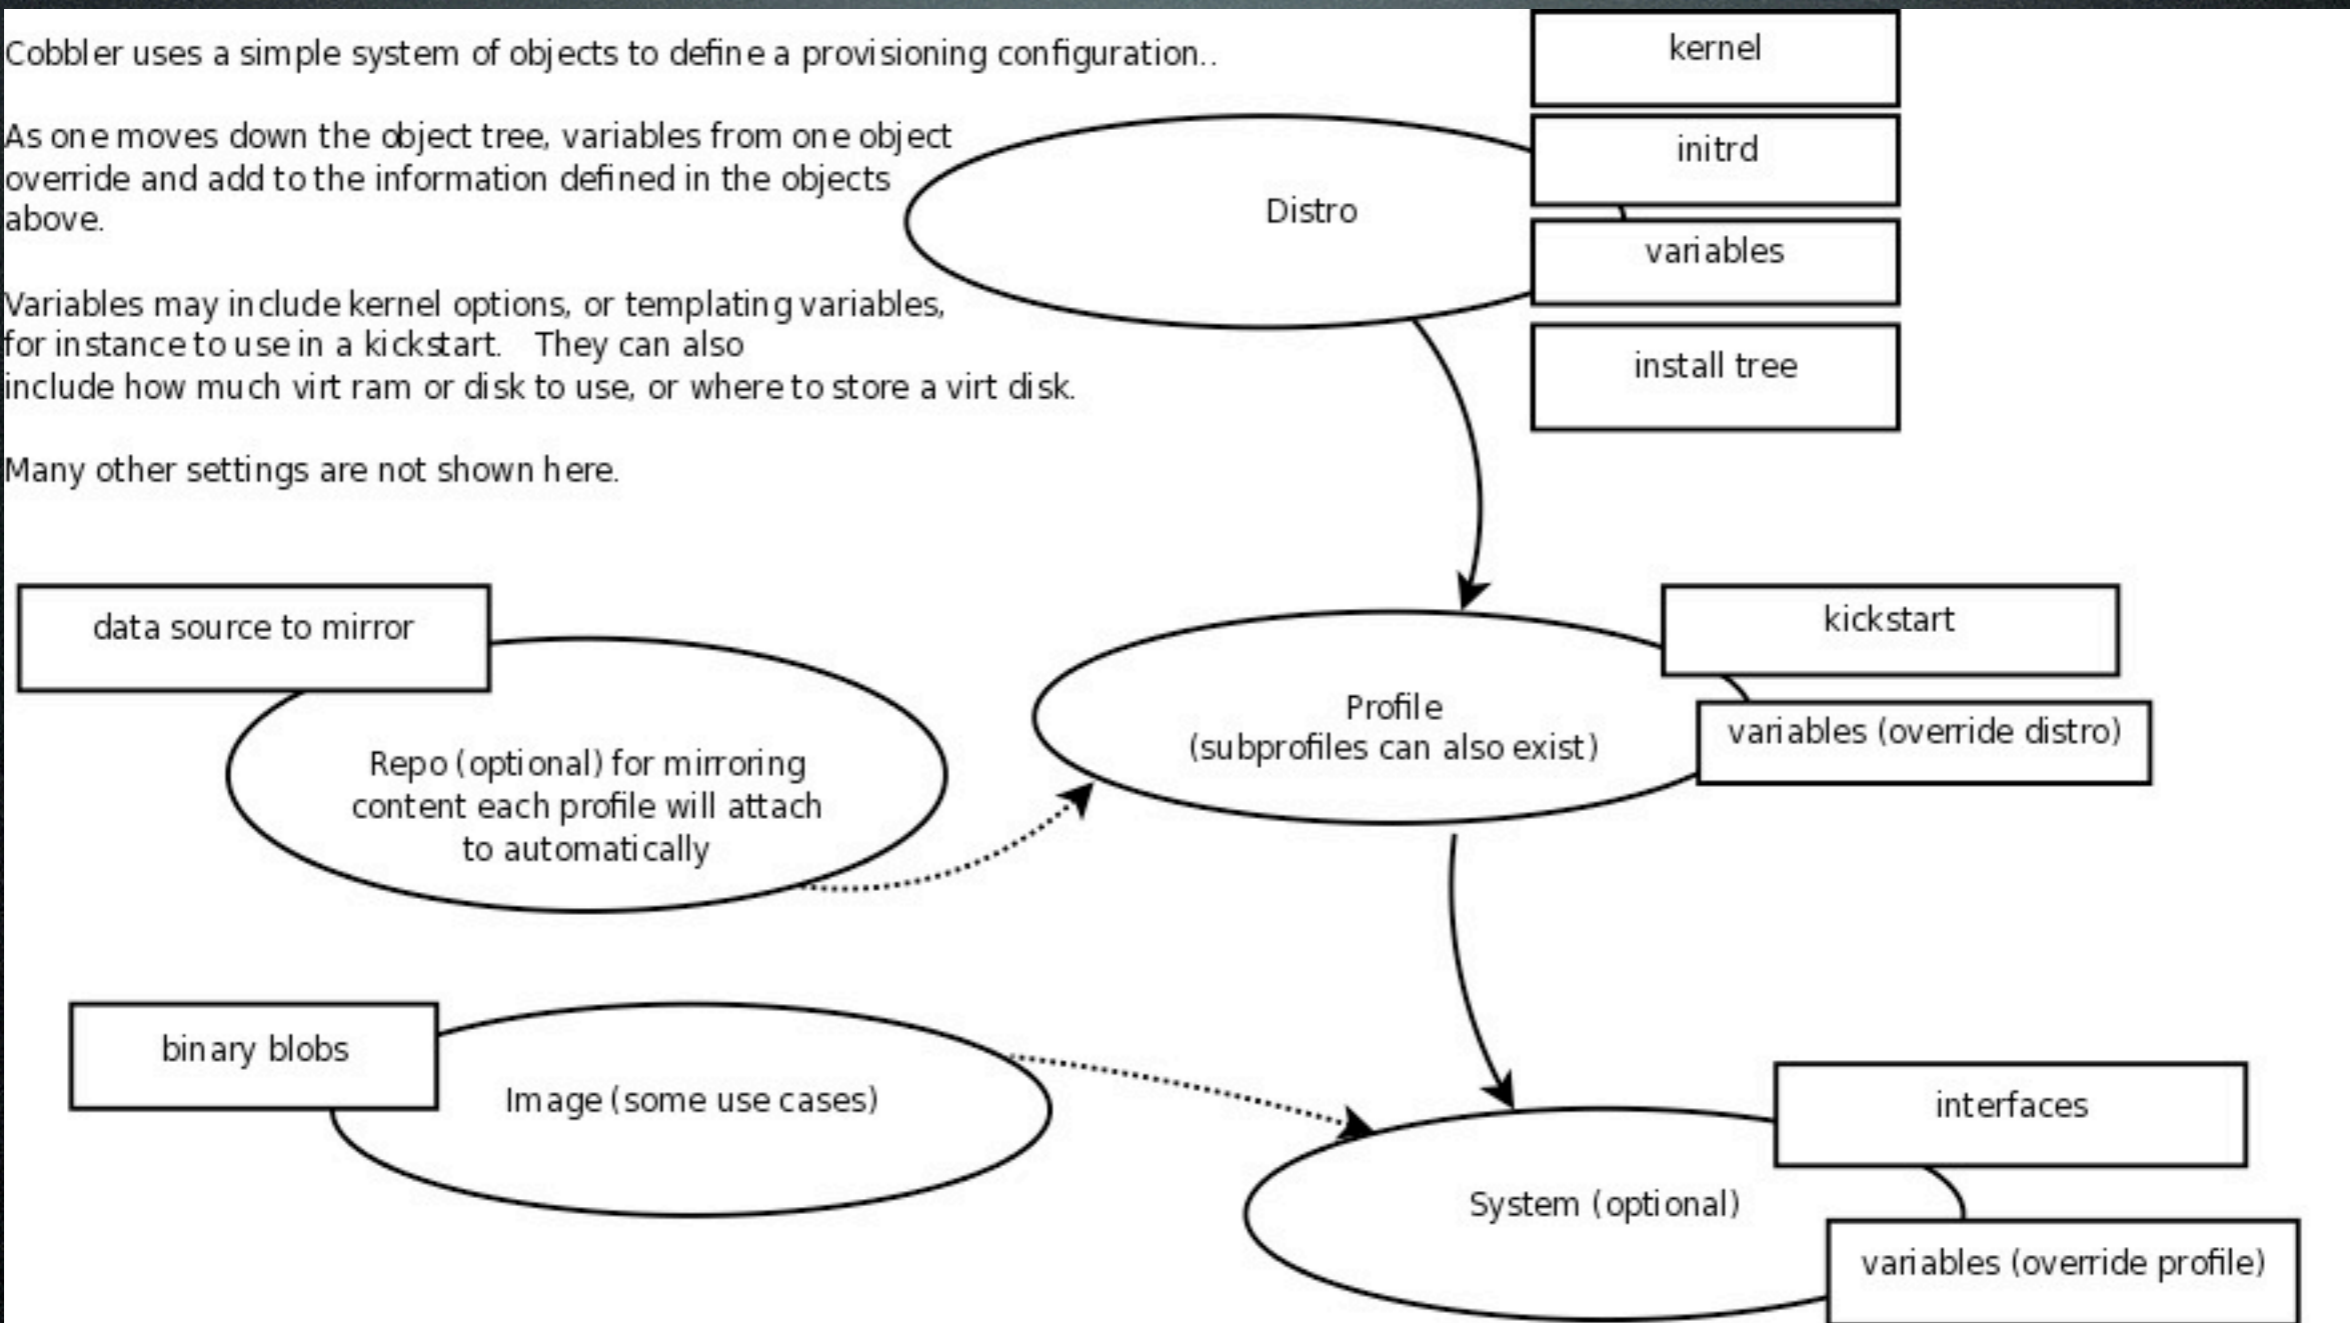 Cobbler uses a simple system of objects to define a provisioning configuration..
As one moves down the object tree, variables from one object
override and add to the information defined in the objects
above.
Variables may include kernel options, or templating variables,
for instance to use in a kickstart. They can also
include how much virt ram or disk to use, or where to store a virt disk.
Many other settings are not shown here.
kernel
initrd
Distro
variables
install tree
data source to mirror
Repo (optional) for mirroring
content each profile will attach
to automatically
kickstart
Profile
(subprofiles can also exist)
variables (override distro)
binary blobs
Image (some use cases)
interfaces
System (optional)
variables (override profile)